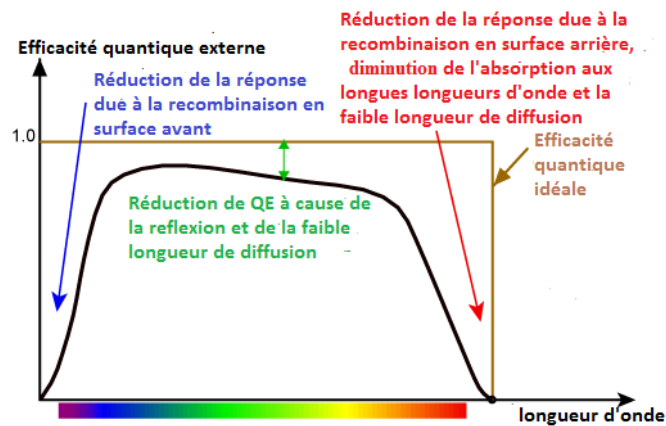 Efficacité quantique externe
Réduction de la réponse due à la
recombinaison en surface arrière,
diminution de l'absorption aux
longues longueurs d'onde et la
faible longueur de diffusion
Réduction de la réponse
due à la recombinaison en
surface avant
1.0
Efficacité
quantique
idéale
Réduction de QE à cause de
la reflexion et de la faible
longueur de diffusion
longueur d'onde